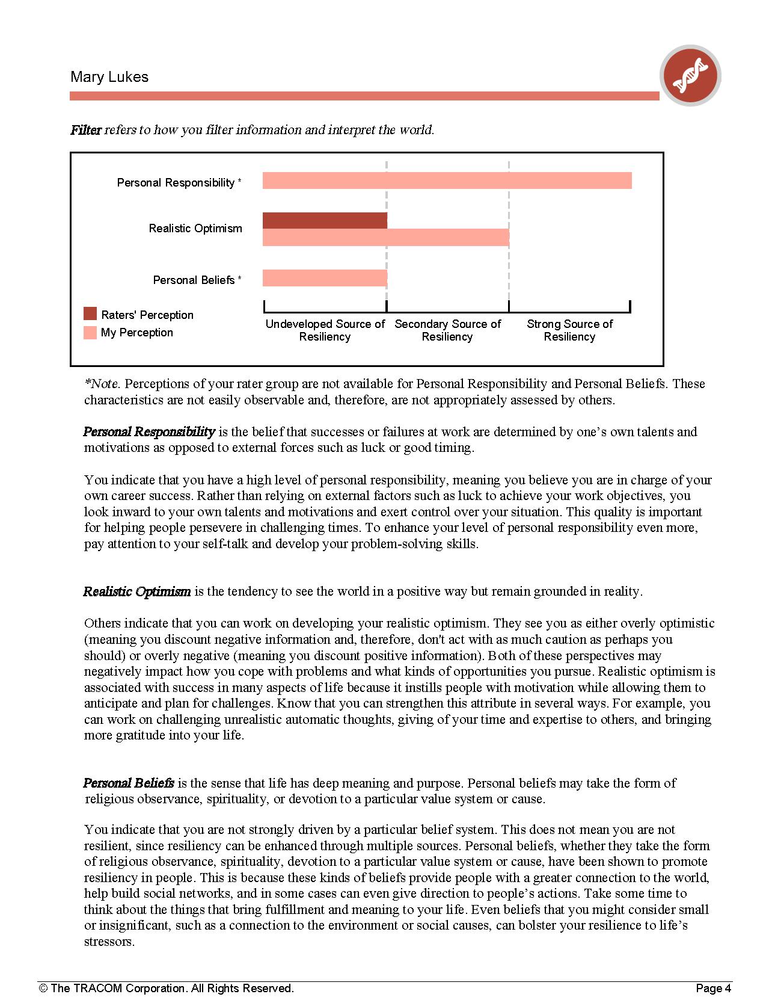 Mary Lukes
Filter refers to how you filter information and interpret the world.
Personal Responsibility *
Realistic Optimism
Personal Beliefs *
Raters' Perception
My Perception
Undeveloped Source of Resiliency
Secondary Source of Resiliency
Strong Source of Resiliency
*Note. Perceptions of your rater group are not available for Personal Responsibility and Personal Beliefs. These
characteristics are not easily observable and, therefore, are not appropriately assessed by others.
Personal Responsibility is the belief that successes or failures at work are determined by one’s own talents and
motivations as opposed to external forces such as luck or good timing.
You indicate that you have a high level of personal responsibility, meaning you believe you are in charge of your
own career success. Rather than relying on external factors such as luck to achieve your work objectives, you
look inward to your own talents and motivations and exert control over your situation. This quality is important
for helping people persevere in challenging times. To enhance your level of personal responsibility even more,
pay attention to your self-talk and develop your problem-solving skills.
Realistic Optimism is the tendency to see the world in a positive way but remain grounded in reality.
Others indicate that you can work on developing your realistic optimism. They see you as either overly optimistic
(meaning you discount negative information and, therefore, don't act with as much caution as perhaps you
should) or overly negative (meaning you discount positive information). Both of these perspectives may
negatively impact how you cope with problems and what kinds of opportunities you pursue. Realistic optimism is
associated with success in many aspects of life because it instills people with motivation while allowing them to
anticipate and plan for challenges. Know that you can strengthen this attribute in several ways. For example, you
can work on challenging unrealistic automatic thoughts, giving of your time and expertise to others, and bringing
more gratitude into your life.
Personal Beliefs is the sense that life has deep meaning and purpose. Personal beliefs may take the form of
religious observance, spirituality, or devotion to a particular value system or cause.
You indicate that you are not strongly driven by a particular belief system. This does not mean you are not
resilient, since resiliency can be enhanced through multiple sources. Personal beliefs, whether they take the form
of religious observance, spirituality, devotion to a particular value system or cause, have been shown to promote
resiliency in people. This is because these kinds of beliefs provide people with a greater connection to the world,
help build social networks, and in some cases can even give direction to people’s actions. Take some time to
think about the things that bring fulfillment and meaning to your life. Even beliefs that you might consider small
or insignificant, such as a connection to the environment or social causes, can bolster your resilience to life’s
stressors.
© The TRACOM Corporation. All Rights Reserved.
Page 4